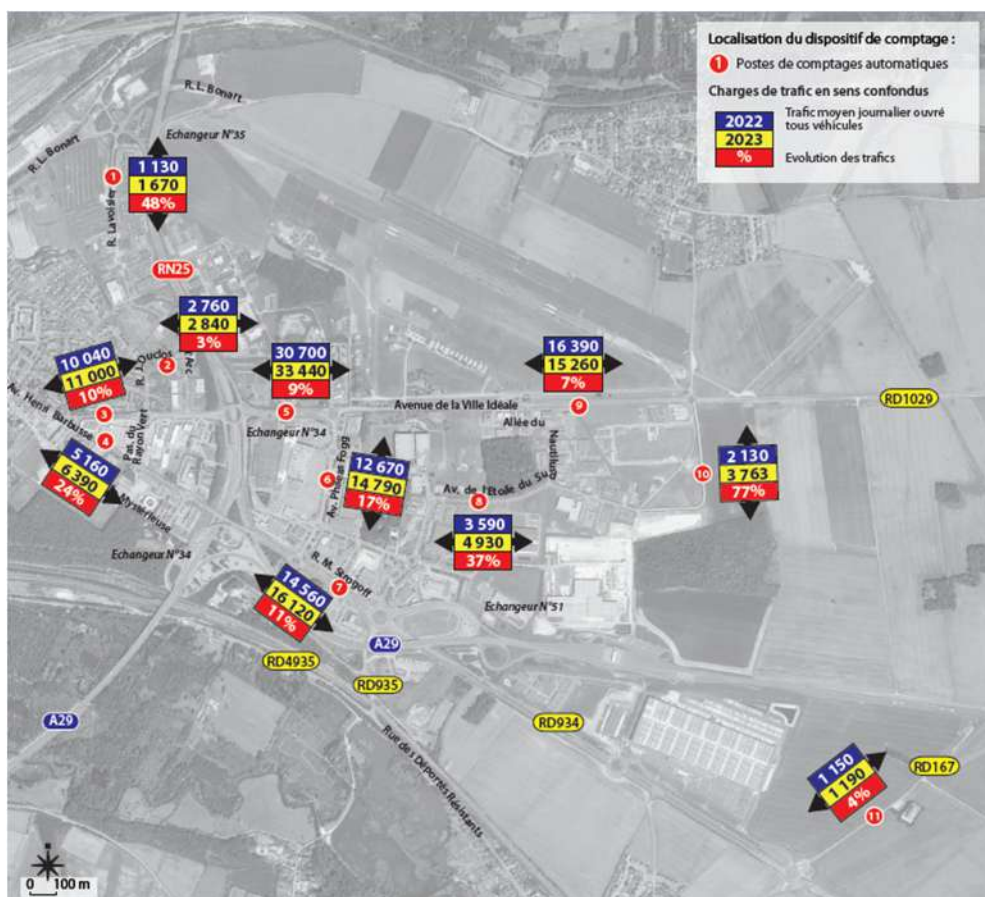 Localisation du dispositif de comptage :
1 Postes de comptages automatiques
Charges de trafic en sens confondus
2022 Trafic moyen journalier ouvré
tous véhicules
2023
% Evolution des trafics
R. L. Bonart
R. L. Bonart
Echangeur N°35
1
R. Lavoisier
1 130
1 670
48%
RN25
2 760
2 840
3%
R. J. Duclos
2
10 040
11 000
10%
3
Av. Henri Barbusse
4
Pas. du
Rayon Vert
5 160
6 390
24%
Mystérieuse
30 700
33 440
9%
5
Echangeur N°34
16 390
15 260
7%
9
Avenue de la Ville Idéale
RD1029
Allée du
Nautilus
6
Av. Phileas Fogg
12 670
14 790
17%
Av. de l'Etoile du Su
8
3 590
4 930
37%
10
2 130
3 763
77%
Echangeur N°34
R. M. Strogoff
7
14 560
16 120
11%
Echangeur N°51
A29
RD4935
RD935
A29
RD934
Rue des Déportés Résistants
1 150
1 190
4%
RD167
11
0 100 m